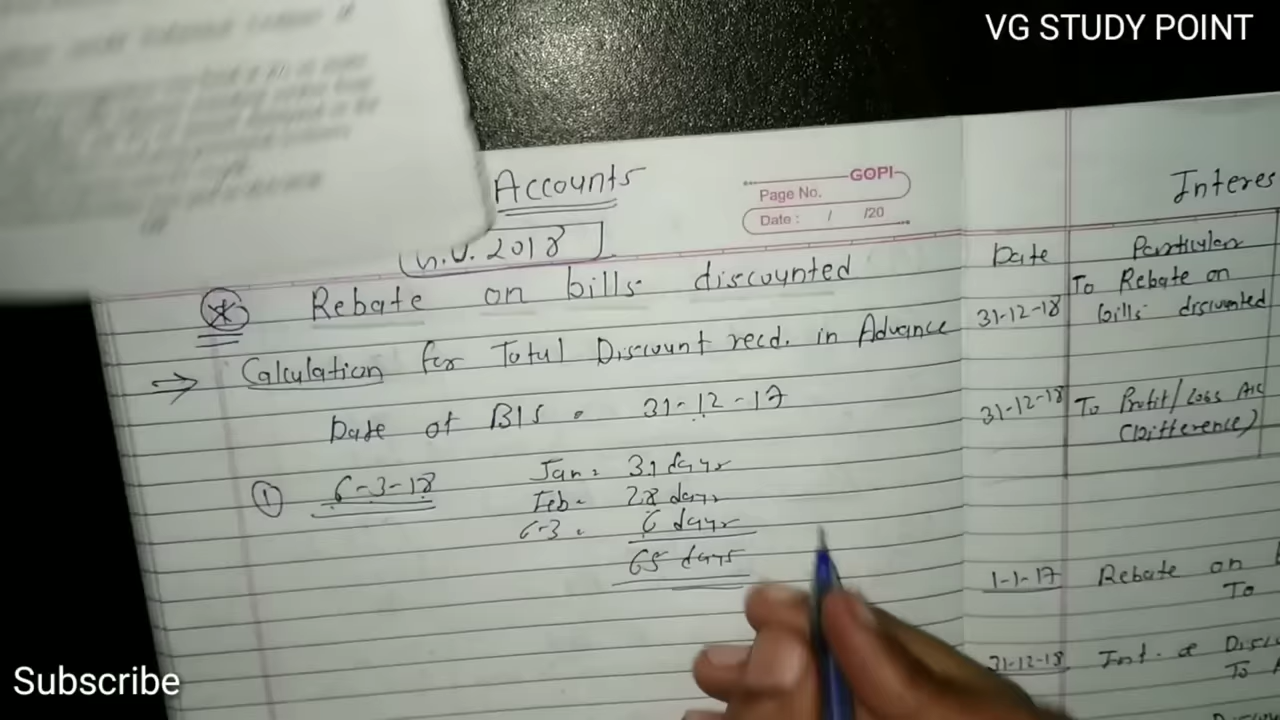 VG STUDY POINT
Accounts
GOPI
Page No.
Date : / /20
2018
Rebate on bills discounted
Calculation for Total Discount recd. in Advance
Date of B/S = 31-12-17
① 6-3-18
Jan = 31 days
Feb = 28 days
6-3 = 6 days
65 days
Interes
Date Particular
31-12-18 To Rebate on
bills discounted
31-12-18 To Profit/Loss A/c
(Difference)
1-1-17 Rebate on
To
31-12-18 Int. & Discu
To
Subscribe